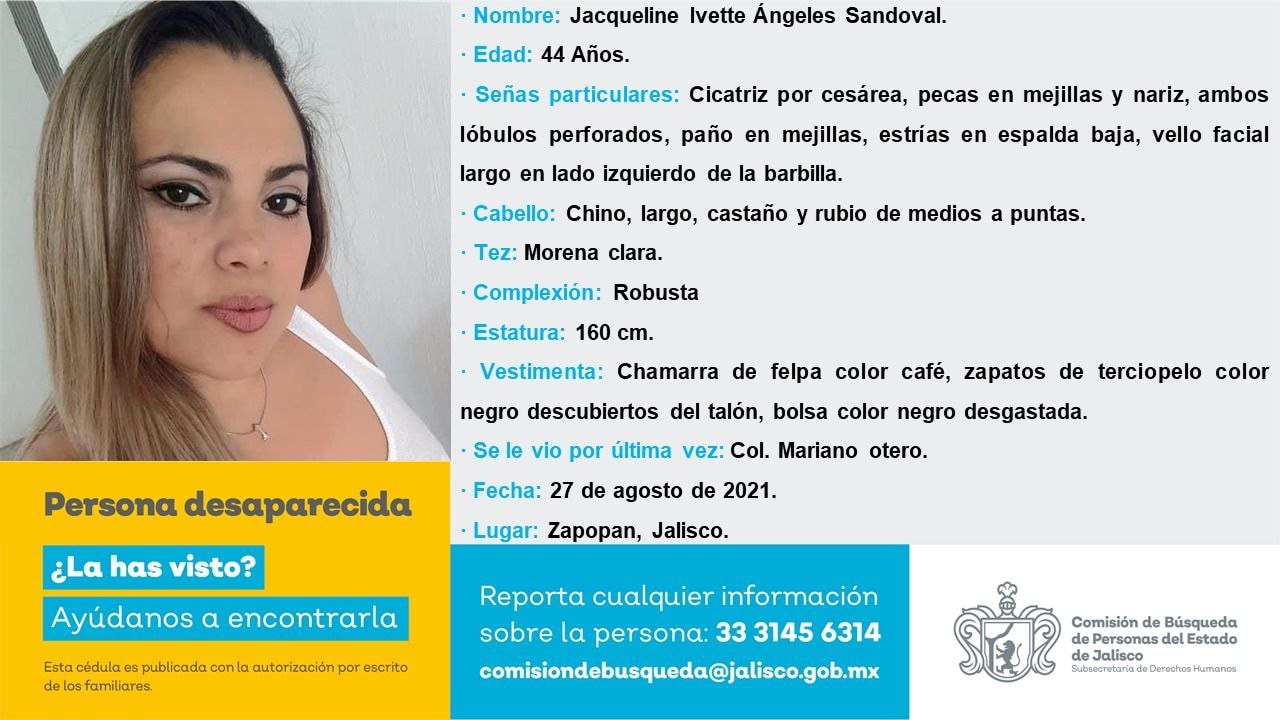 · Nombre: Jacqueline Ivette Ángeles Sandoval.
· Edad: 44 Años.
· Señas particulares: Cicatriz por cesárea, pecas en mejillas y nariz, ambos
lóbulos perforados, paño en mejillas, estrías en espalda baja, vello facial
largo en lado izquierdo de la barbilla.
· Cabello: Chino, largo, castaño y rubio de medios a puntas.
· Tez: Morena clara.
· Complexión: Robusta
· Estatura: 160 cm.
· Vestimenta: Chamarra de felpa color café, zapatos de terciopelo color
negro descubiertos del talón, bolsa color negro desgastada.
· Se le vio por última vez: Col. Mariano otero.
· Fecha: 27 de agosto de 2021.
· Lugar: Zapopan, Jalisco.
Persona desaparecida
¿La has visto?
Ayúdanos a encontrarla
Esta cédula es publicada con la autorización por escrito
de los familiares.
Reporta cualquier información
sobre la persona: 33 3145 6314
comisiondebusqueda@jalisco.gob.mx
Comisión de Búsqueda
de Personas del Estado
de Jalisco
Subsecretaría de Derechos Humanos